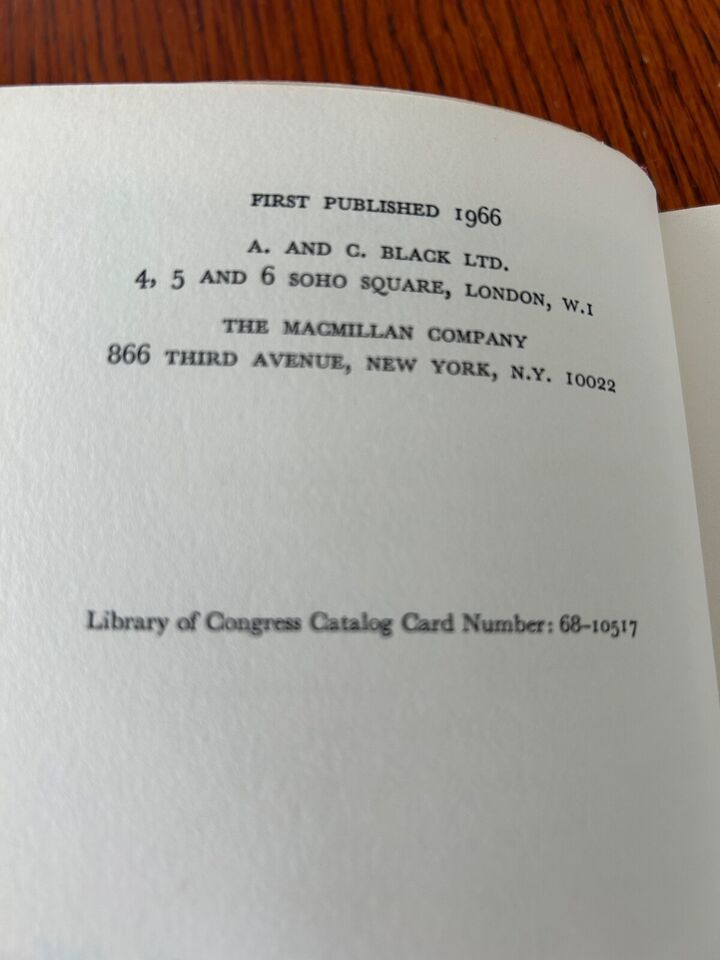 FIRST PUBLISHED 1966
A. AND C. BLACK LTD.
4, 5 AND 6 SOHO SQUARE, LONDON, W.1
THE MACMILLAN COMPANY
866 THIRD AVENUE, NEW YORK, N.Y. 10022
Library of Congress Catalog Card Number: 68-10517